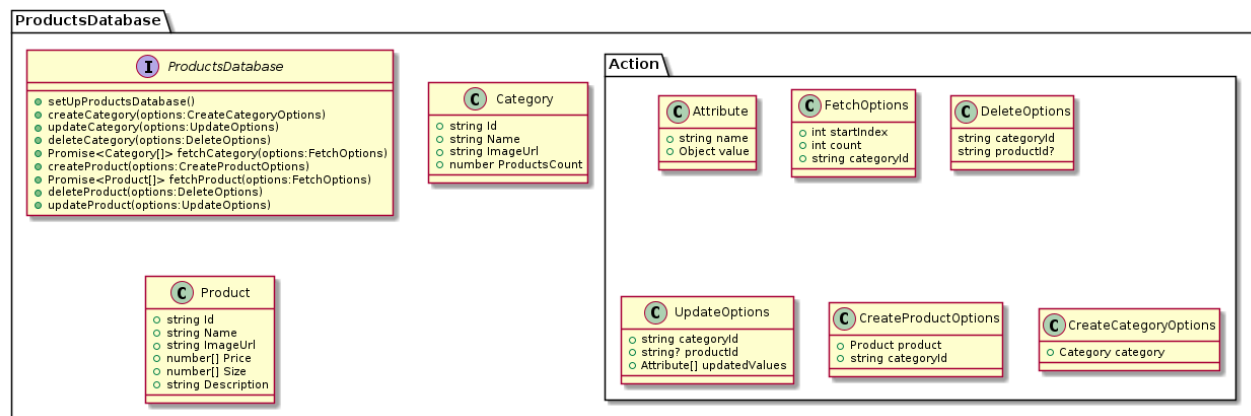 ProductsDatabase
I ProductsDatabase
setUpProductsDatabase()
createCategory(options:CreateCategoryOptions)
updateCategory(options:UpdateOptions)
deleteCategory(options:DeleteOptions)
Promise<Category[]> fetchCategory(options:FetchOptions)
createProduct(options:CreateProductOptions)
Promise<Product[]> fetchProduct(options:FetchOptions)
deleteProduct(options:DeleteOptions)
updateProduct(options:UpdateOptions)
C Category
string Id
string Name
string ImageUrl
number ProductsCount
Action
C Attribute
string name
Object value
C FetchOptions
int startIndex
int count
string categoryId
C DeleteOptions
string categoryId
string productId?
C Product
string Id
string Name
string ImageUrl
number[] Price
number[] Size
string Description
C UpdateOptions
string categoryId
string? productId
Attribute[] updatedValues
C CreateProductOptions
Product product
string categoryId
C CreateCategoryOptions
Category category